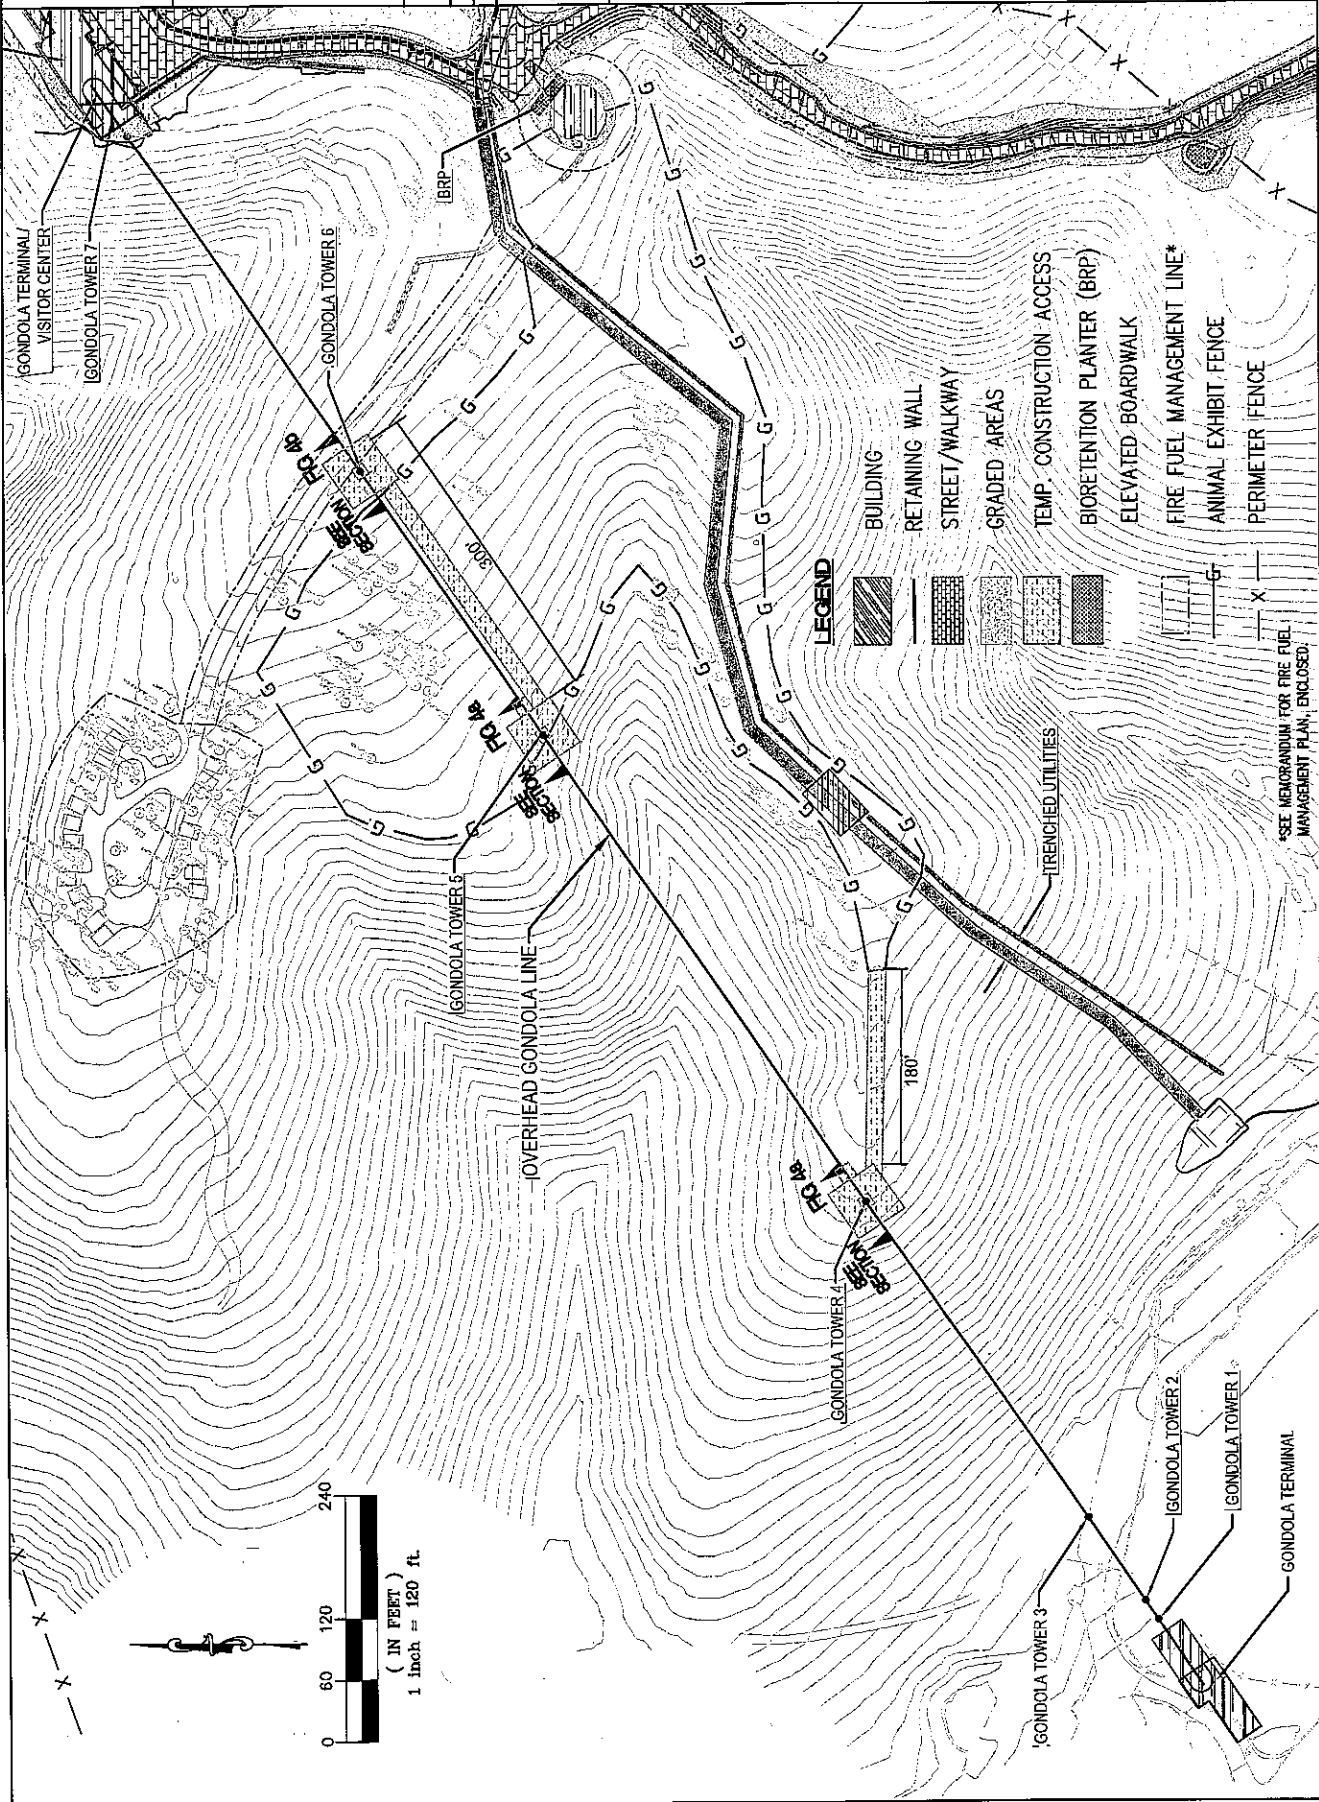 GONDOLA TERMINAL/
VISITOR CENTER
GONDOLA TOWER 7
GONDOLA TOWER 6
BRP
FIG 4b
SEE
SECTION
300'
FIG 4a
SEE
SECTION
GONDOLA TOWER 5
OVERHEAD GONDOLA LINE
TRENCHED UTILITIES
180'
FIG 4a
SEE
SECTION
GONDOLA TOWER 4
GONDOLA TOWER 3
GONDOLA TOWER 2
GONDOLA TOWER 1
GONDOLA TERMINAL
0 60 120 240
( IN FEET )
1 inch = 120 ft.
LEGEND
BUILDING
RETAINING WALL
STREET/WALKWAY
GRADED AREAS
TEMP. CONSTRUCTION ACCESS
BIORETENTION PLANTER (BRP)
ELEVATED BOARDWALK
FIRE FUEL MANAGEMENT LINE*
G ANIMAL EXHIBIT FENCE
X PERIMETER FENCE
*SEE MEMORANDUM FOR FIRE FUEL
MANAGEMENT PLAN, ENCLOSED.